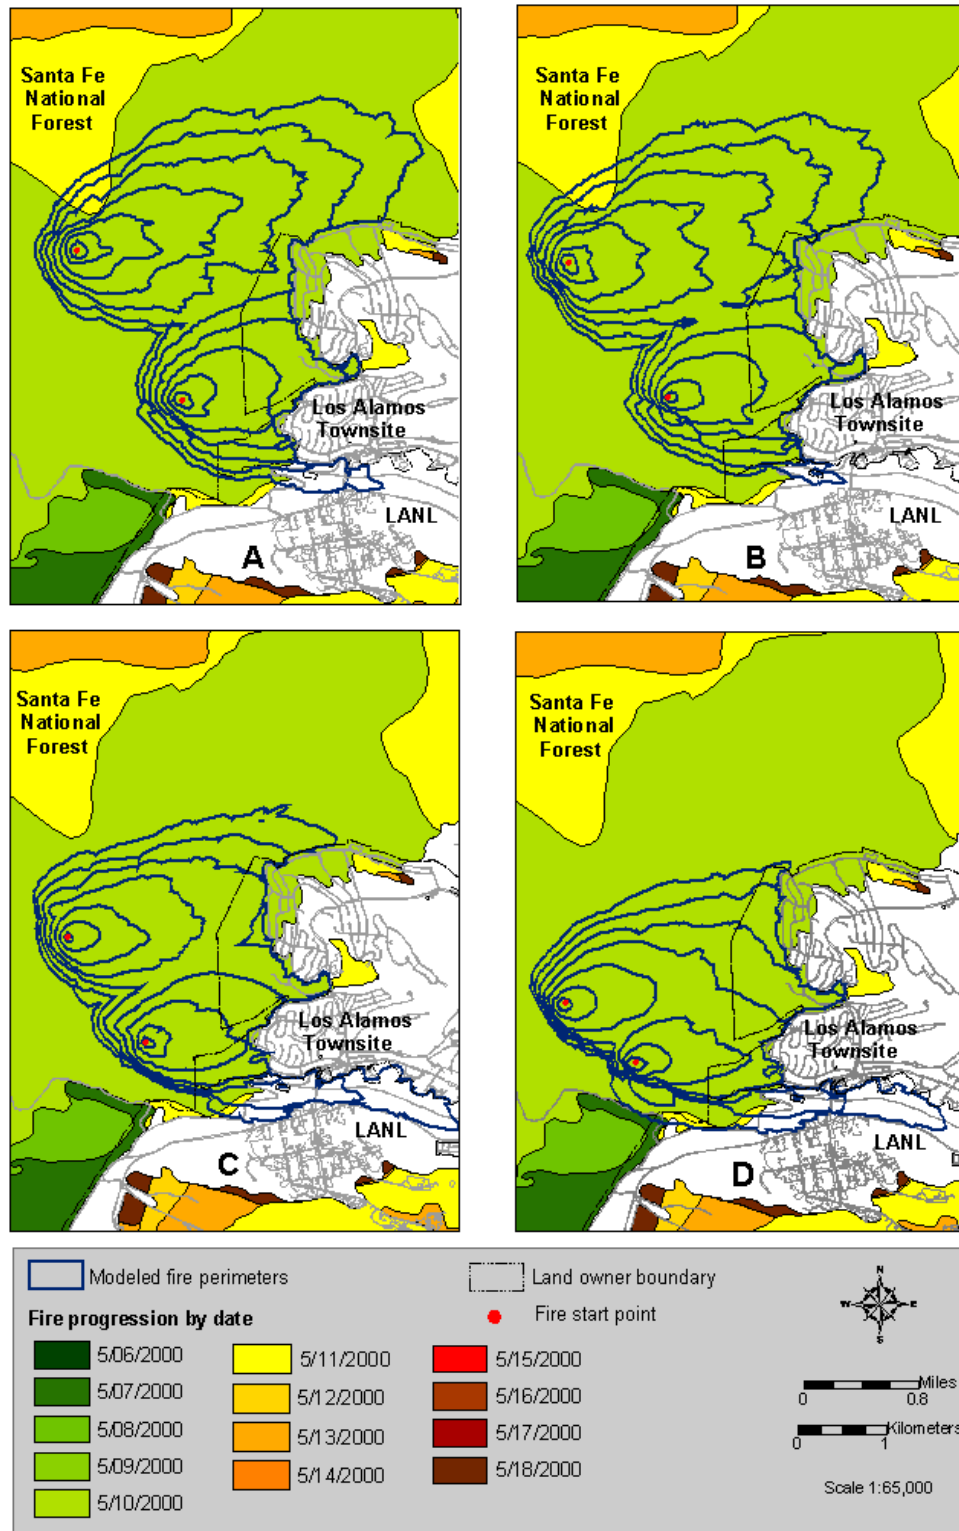 Santa Fe
National
Forest
Los Alamos
Townsite
LANL
A
Santa Fe
National
Forest
Los Alamos
Townsite
LANL
B
Santa Fe
National
Forest
Los Alamos
Townsite
LANL
C
Santa Fe
National
Forest
Los Alamos
Townsite
LANL
D
Modeled fire perimeters
Land owner boundary
Fire progression by date
Fire start point
5/06/2000
5/07/2000
5/08/2000
5/09/2000
5/10/2000
5/11/2000
5/12/2000
5/13/2000
5/14/2000
5/15/2000
5/16/2000
5/17/2000
5/18/2000
N
W E
S
Miles
0 0.8
Kilometers
0 1
Scale 1:65,000